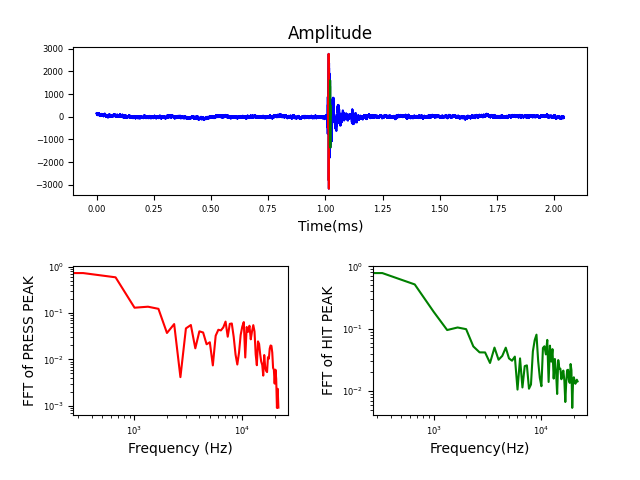 Amplitude
3000
2000
1000
0
−1000
−2000
−3000
0.00 0.25 0.50 0.75 1.00 1.25 1.50 1.75 2.00
Time(ms)
FFT of PRESS PEAK
10⁰
10⁻¹
10⁻²
10⁻³
10³ 10⁴
Frequency (Hz)
FFT of HIT PEAK
10⁰
10⁻¹
10⁻²
10³ 10⁴
Frequency(Hz)